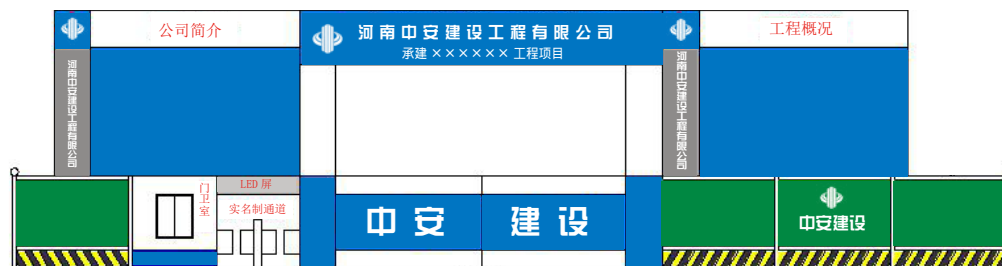 公司简介
河南中安建设工程有限公司
承建××××××工程项目
工程概况
河南中安建设工程有限公司
河南中安建设工程有限公司
门卫室
LED屏
实名制通道
中安
建设
中安建设